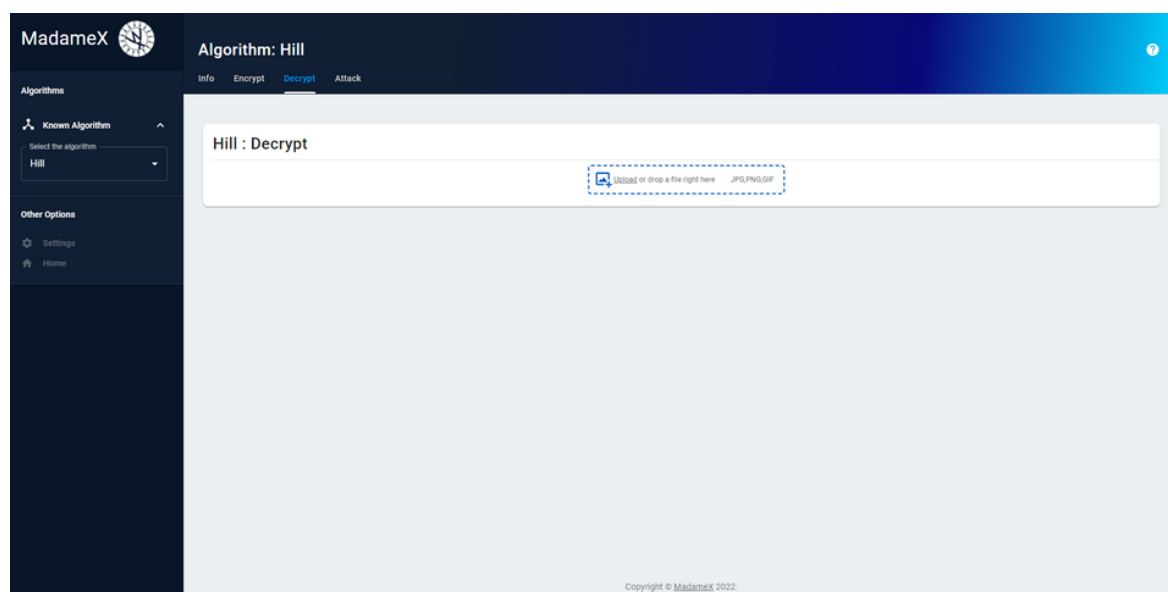 MadameX
Algorithms
Known Algorithm
Select the algorithm
Hill
Other Options
Settings
Home
Algorithm: Hill
Info Encrypt Decrypt Attack
Hill : Decrypt
Upload or drop a file right here JPG,PNG,GIF
Copyright © MadameX 2022.